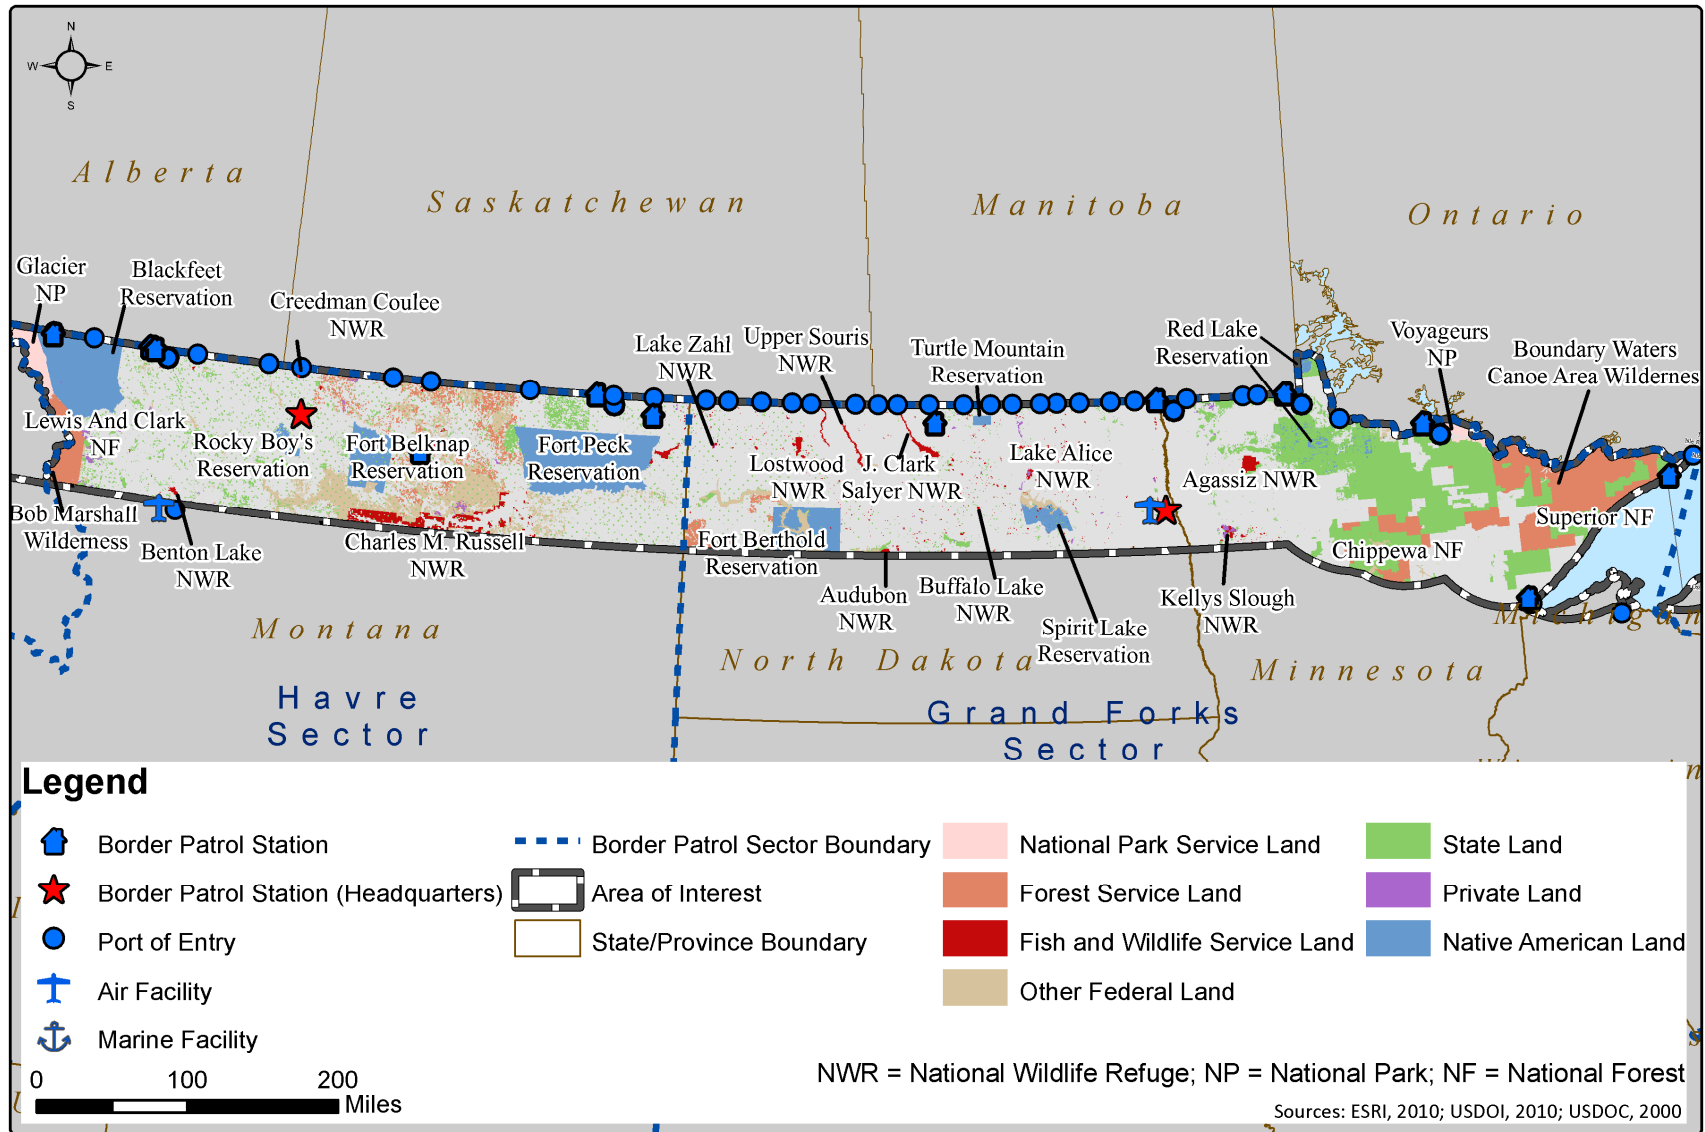 N
W E
S
Alberta
Saskatchewan
Manitoba
Ontario
Glacier
NP
Blackfeet
Reservation
Creedman Coulee
NWR
Lake Zahl
NWR
Upper Souris
NWR
Turtle Mountain
Reservation
Red Lake
Reservation
Voyageurs
NP
Boundary Waters
Canoe Area Wildernes
Lewis And Clark
NF
Rocky Boy's
Reservation
Fort Belknap
Reservation
Fort Peck
Reservation
Lostwood
NWR
J. Clark
Salyer NWR
Lake Alice
NWR
Agassiz NWR
Superior NF
Chippewa NF
Bob Marshall
Wilderness
Benton Lake
NWR
Charles M. Russell
NWR
Fort Berthold
Reservation
Audubon
NWR
Buffalo Lake
NWR
Spirit Lake
Reservation
Kellys Slough
NWR
Michigan
Montana
North Dakota
Minnesota
Havre
Sector
Grand Forks
Sector
Legend
Border Patrol Station
Border Patrol Station (Headquarters)
Port of Entry
Air Facility
Marine Facility
Border Patrol Sector Boundary
Area of Interest
State/Province Boundary
National Park Service Land
Forest Service Land
Fish and Wildlife Service Land
Other Federal Land
State Land
Private Land
Native American Land
0 100 200
Miles
NWR = National Wildlife Refuge; NP = National Park; NF = National Forest
Sources: ESRI, 2010; USDOI, 2010; USDOC, 2000